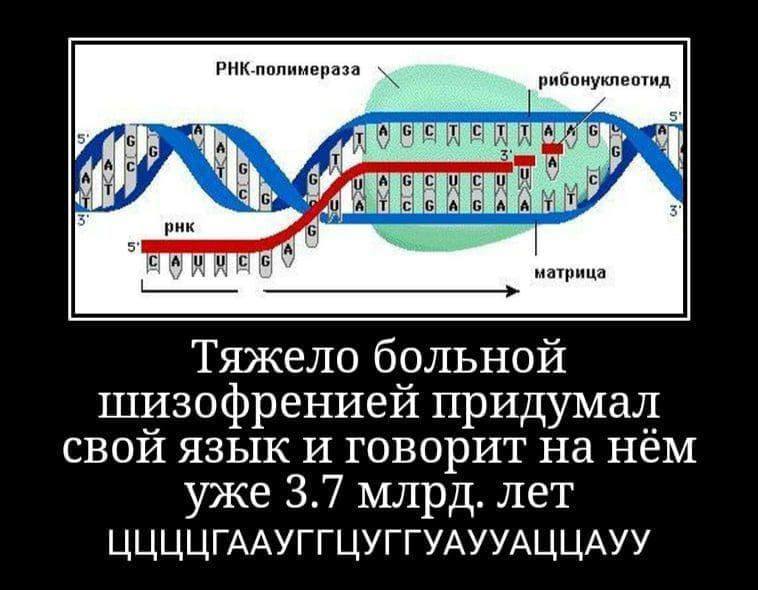 РНК-полимераза
рибонуклеотид
5'
T A G C T C T T A A G
5'
3'
3'
3'
рнк
5'
C A U U C G A G
U A G C U C U U A
A T C G A G A A T T C
матрица
Тяжело больной
шизофренией придумал
свой язык и говорит на нём
уже 3.7 млрд. лет
ЦЦЦЦГААУГГЦУГГУАУУАЦЦАУУ